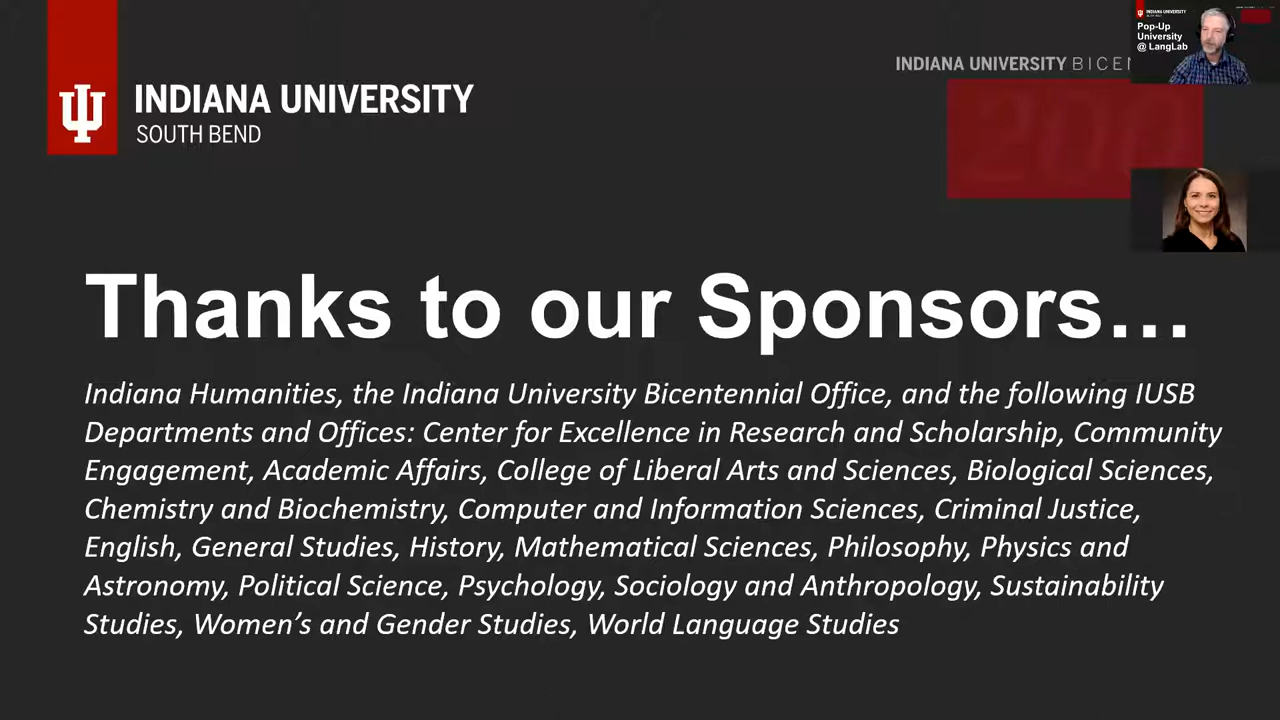 INDIANA UNIVERSITY
SOUTH BEND
INDIANA UNIVERSITY BICEN
200
INDIANA UNIVERSITY
Pop-Up
University
@ LangLab
Thanks to our Sponsors…
Indiana Humanities, the Indiana University Bicentennial Office, and the following IUSB
Departments and Offices: Center for Excellence in Research and Scholarship, Community
Engagement, Academic Affairs, College of Liberal Arts and Sciences, Biological Sciences,
Chemistry and Biochemistry, Computer and Information Sciences, Criminal Justice,
English, General Studies, History, Mathematical Sciences, Philosophy, Physics and
Astronomy, Political Science, Psychology, Sociology and Anthropology, Sustainability
Studies, Women’s and Gender Studies, World Language Studies